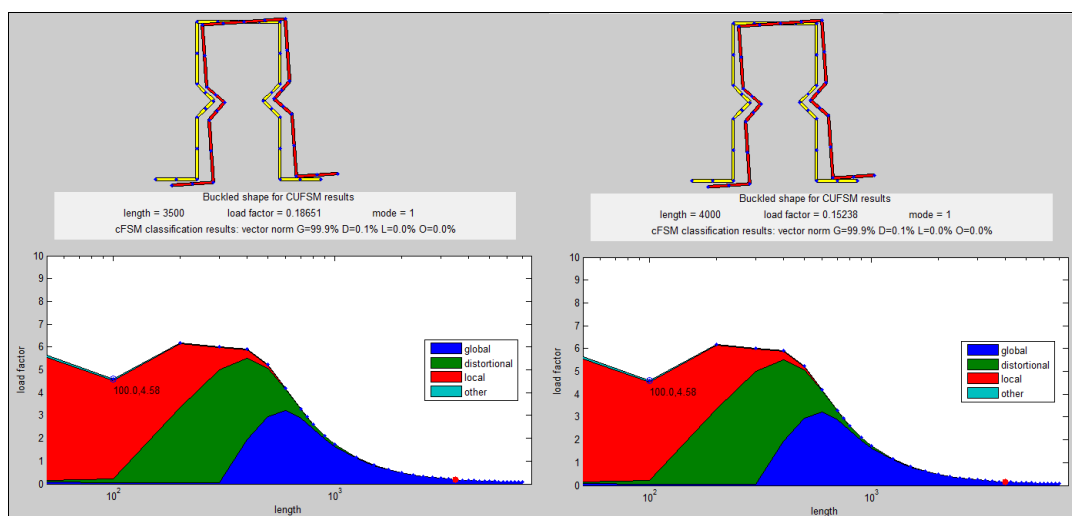 Buckled shape for CUFSM results
length = 3500 load factor = 0.18651 mode = 1
cFSM classification results: vector norm G=99.9% D=0.1% L=0.0% O=0.0%
10
9
8
7
6
5
4
3
2
1
0
load factor
100.0,4.58
global
distortional
local
other
10²
10³
length
Buckled shape for CUFSM results
length = 4000 load factor = 0.15238 mode = 1
cFSM classification results: vector norm G=99.9% D=0.1% L=0.0% O=0.0%
10
9
8
7
6
5
4
3
2
1
0
load factor
100.0,4.58
global
distortional
local
other
10²
10³
length